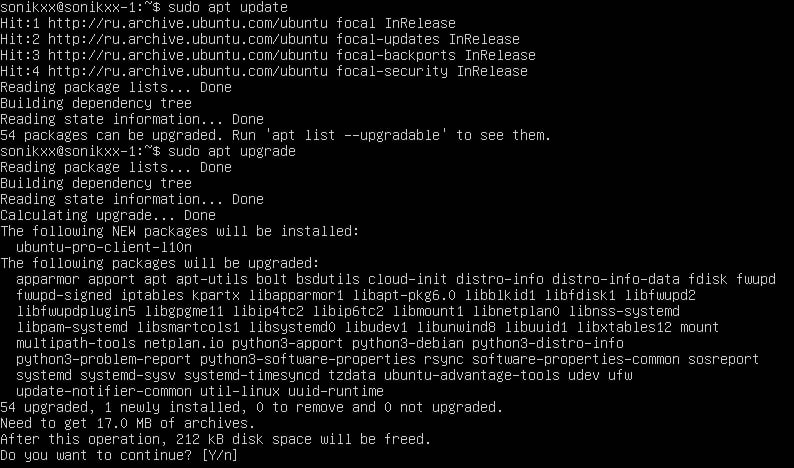 sonikxx@sonikxx-1:~$ sudo apt update
Hit:1 http://ru.archive.ubuntu.com/ubuntu focal InRelease
Hit:2 http://ru.archive.ubuntu.com/ubuntu focal-updates InRelease
Hit:3 http://ru.archive.ubuntu.com/ubuntu focal-backports InRelease
Hit:4 http://ru.archive.ubuntu.com/ubuntu focal-security InRelease
Reading package lists... Done
Building dependency tree
Reading state information... Done
54 packages can be upgraded. Run 'apt list --upgradable' to see them.
sonikxx@sonikxx-1:~$ sudo apt upgrade
Reading package lists... Done
Building dependency tree
Reading state information... Done
Calculating upgrade... Done
The following NEW packages will be installed:
  ubuntu-pro-client-l10n
The following packages will be upgraded:
  apparmor apport apt apt-utils bolt bsdutils cloud-init distro-info distro-info-data fdisk fwupd
  fwupd-signed iptables kpartx libapparmor1 libapt-pkg6.0 libblkid1 libfdisk1 libfwupd2
  libfwupdplugin5 libgpgme11 libip4tc2 libip6tc2 libmount1 libnetplan0 libnss-systemd
  libpam-systemd libsmartcols1 libsystemd0 libudev1 libunwind8 libuuid1 libxtables12 mount
  multipath-tools netplan.io python3-apport python3-debian python3-distro-info
  python3-problem-report python3-software-properties rsync software-properties-common sosreport
  systemd systemd-sysv systemd-timesyncd tzdata ubuntu-advantage-tools udev ufw
  update-notifier-common util-linux uuid-runtime
54 upgraded, 1 newly installed, 0 to remove and 0 not upgraded.
Need to get 17.0 MB of archives.
After this operation, 212 kB disk space will be freed.
Do you want to continue? [Y/n]